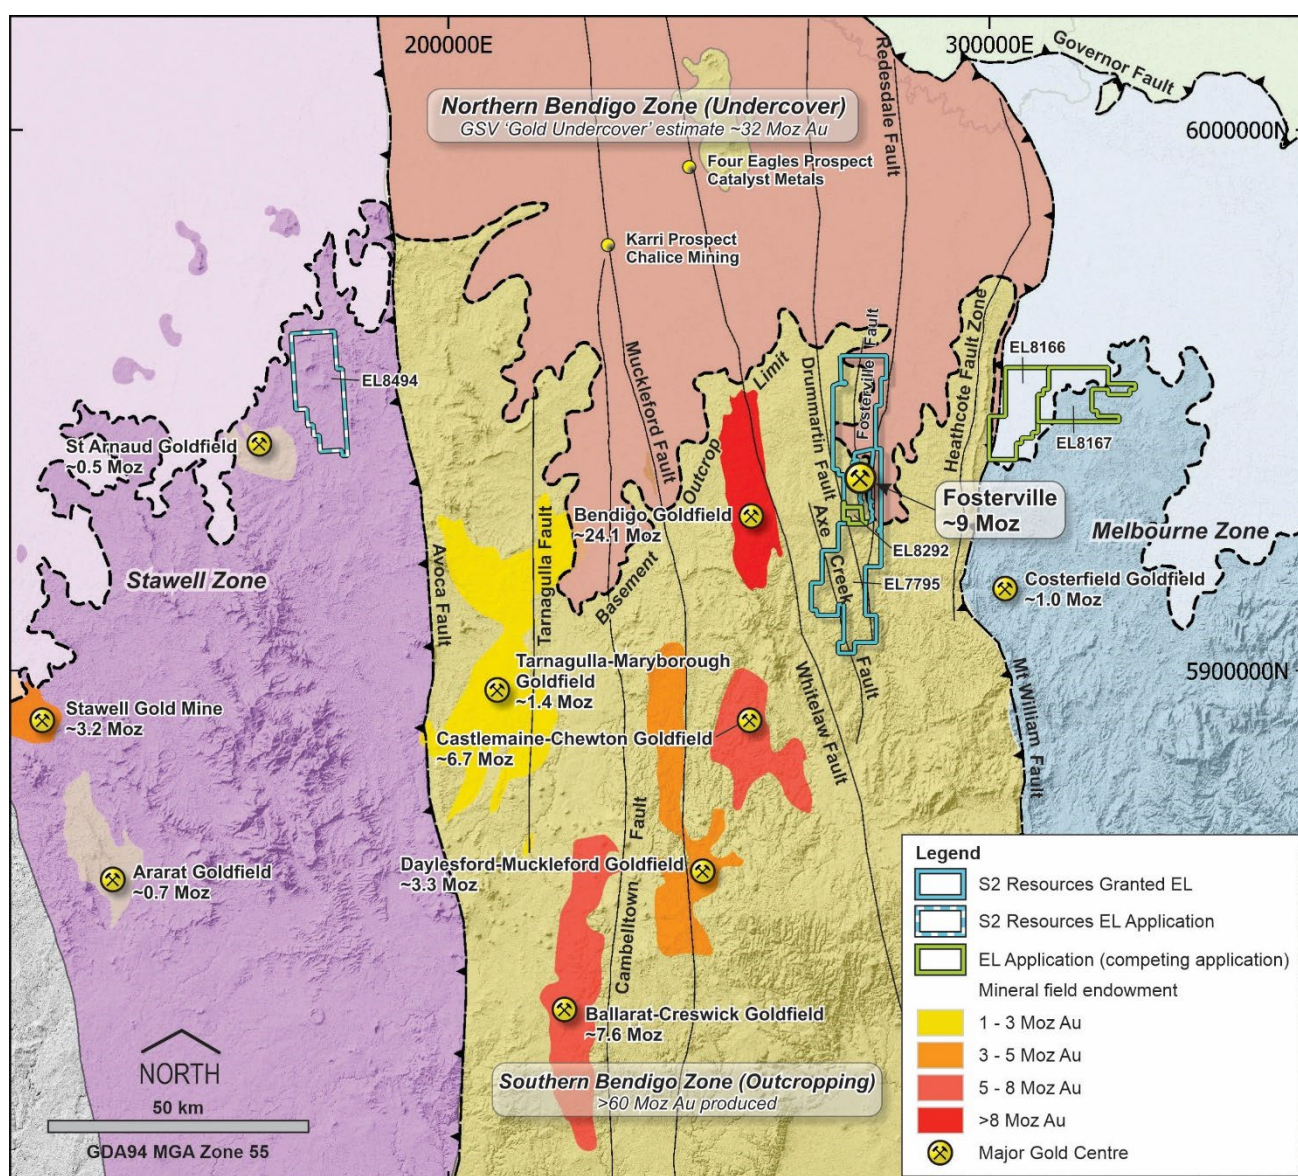 200000E
300000E
Governor Fault
Redesdale Fault
Northern Bendigo Zone (Undercover)
GSV 'Gold Undercover' estimate ~32 Moz Au
6000000N
Four Eagles Prospect
Catalyst Metals
Karri Prospect
Chalice Mining
Muckleford Fault
Limit
Outcrop
Basement
Drummartin Fault
Fosterville Fault
Heathcote Fault Zone
EL8166
EL8167
EL8494
St Arnaud Goldfield
~0.5 Moz
Bendigo Goldfield
~24.1 Moz
Fosterville
~9 Moz
Axe
Creek
Fault
EL8292
EL7795
Melbourne Zone
Stawell Zone
Avoca Fault
Tarnagulla Fault
Costerfield Goldfield
~1.0 Moz
5900000N
Tarnagulla-Maryborough
Goldfield
~1.4 Moz
Whitelaw Fault
Mt William Fault
Stawell Gold Mine
~3.2 Moz
Castlemaine-Chewton Goldfield
~6.7 Moz
Cambelltown Fault
Daylesford-Muckleford Goldfield
~3.3 Moz
Ararat Goldfield
~0.7 Moz
Ballarat-Creswick Goldfield
~7.6 Moz
Southern Bendigo Zone (Outcropping)
>60 Moz Au produced
NORTH
50 km
GDA94 MGA Zone 55
Legend
S2 Resources Granted EL
S2 Resources EL Application
EL Application (competing application)
Mineral field endowment
1 - 3 Moz Au
3 - 5 Moz Au
5 - 8 Moz Au
>8 Moz Au
Major Gold Centre